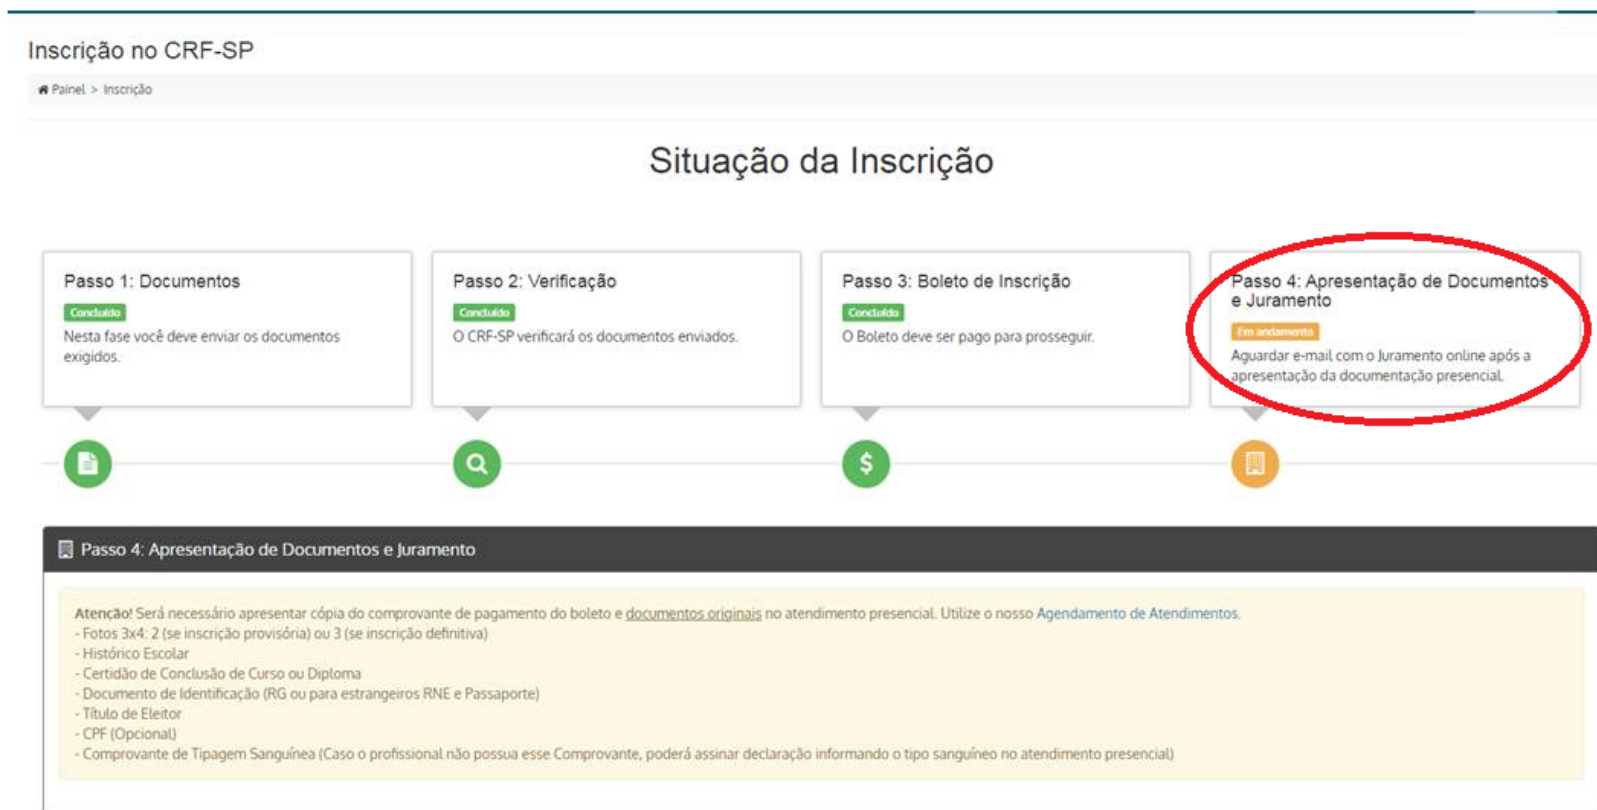 Inscrição no CRF-SP
Painel > Inscrição
Situação da Inscrição
Passo 1: Documentos
Concluído
Nesta fase você deve enviar os documentos
exigidos.
Passo 2: Verificação
Concluído
O CRF-SP verificará os documentos enviados.
Passo 3: Boleto de Inscrição
Concluído
O Boleto deve ser pago para prosseguir.
Passo 4: Apresentação de Documentos
e Juramento
Em andamento
Aguardar e-mail com o Juramento online após a
apresentação da documentação presencial.
Passo 4: Apresentação de Documentos e Juramento
Atenção! Será necessário apresentar cópia do comprovante de pagamento do boleto e documentos originais no atendimento presencial. Utilize o nosso Agendamento de Atendimentos.
- Fotos 3x4: 2 (se inscrição provisória) ou 3 (se inscrição definitiva)
- Histórico Escolar
- Certidão de Conclusão de Curso ou Diploma
- Documento de Identificação (RG ou para estrangeiros RNE e Passaporte)
- Título de Eleitor
- CPF (Opcional)
- Comprovante de Tipagem Sanguínea (Caso o profissional não possua esse Comprovante, poderá assinar declaração informando o tipo sanguíneo no atendimento presencial)